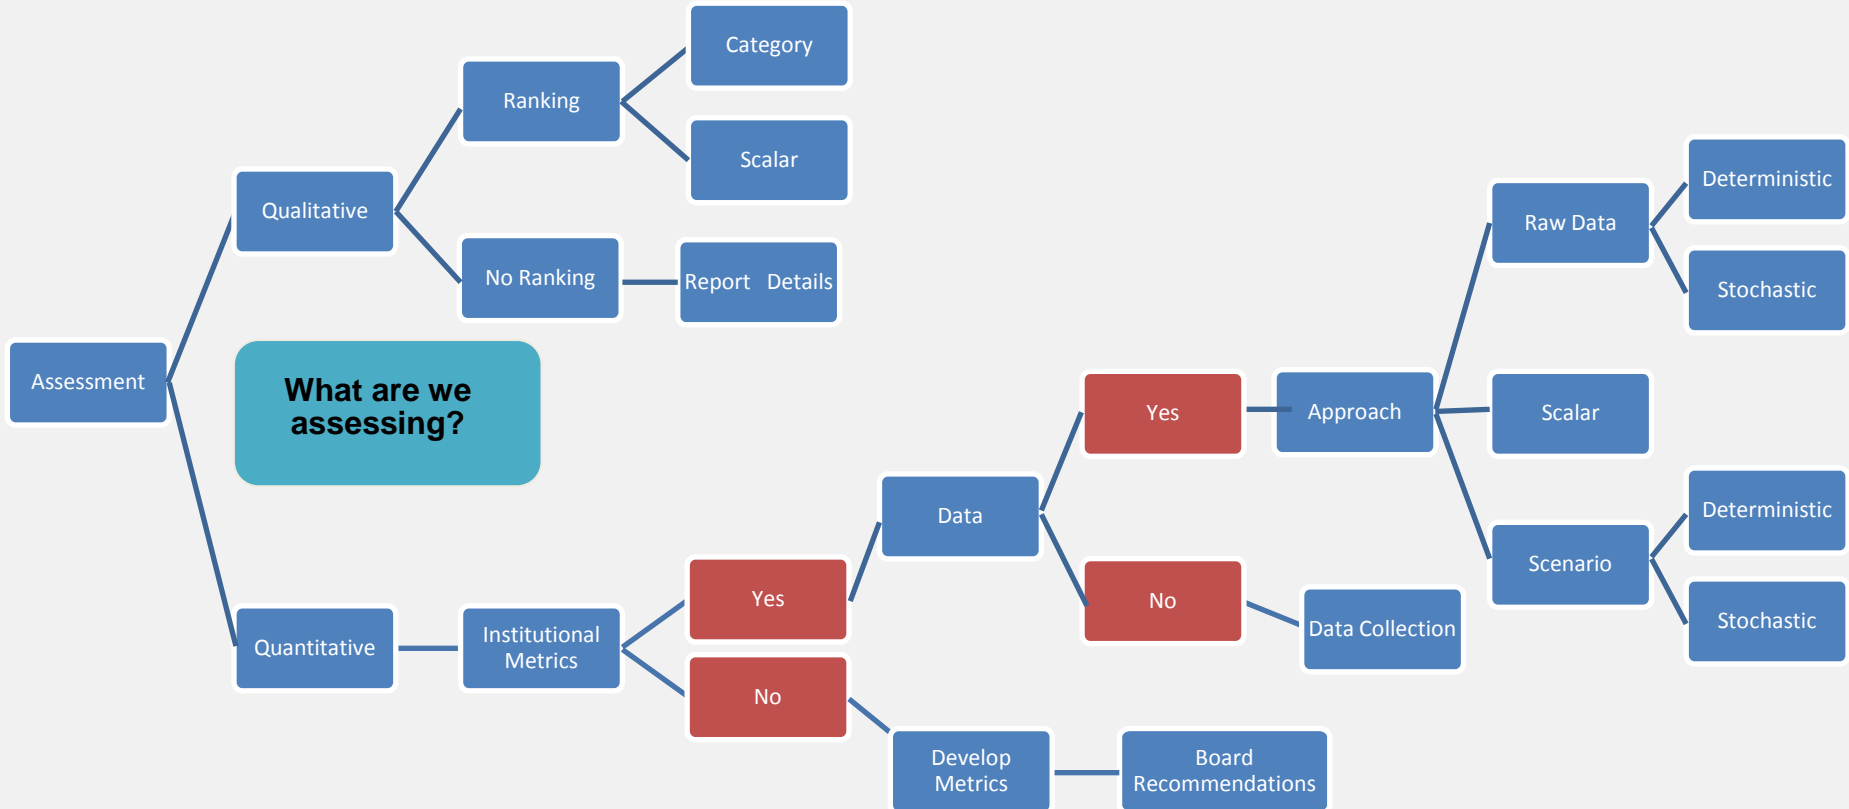 Category
Ranking
Scalar
Qualitative
No Ranking
Report Details
Assessment
What are we
assessing?
Quantitative
Institutional
Metrics
Yes
No
Develop
Metrics
Board
Recommendations
Data
Yes
No
Data Collection
Approach
Raw Data
Deterministic
Stochastic
Scalar
Scenario
Deterministic
Stochastic